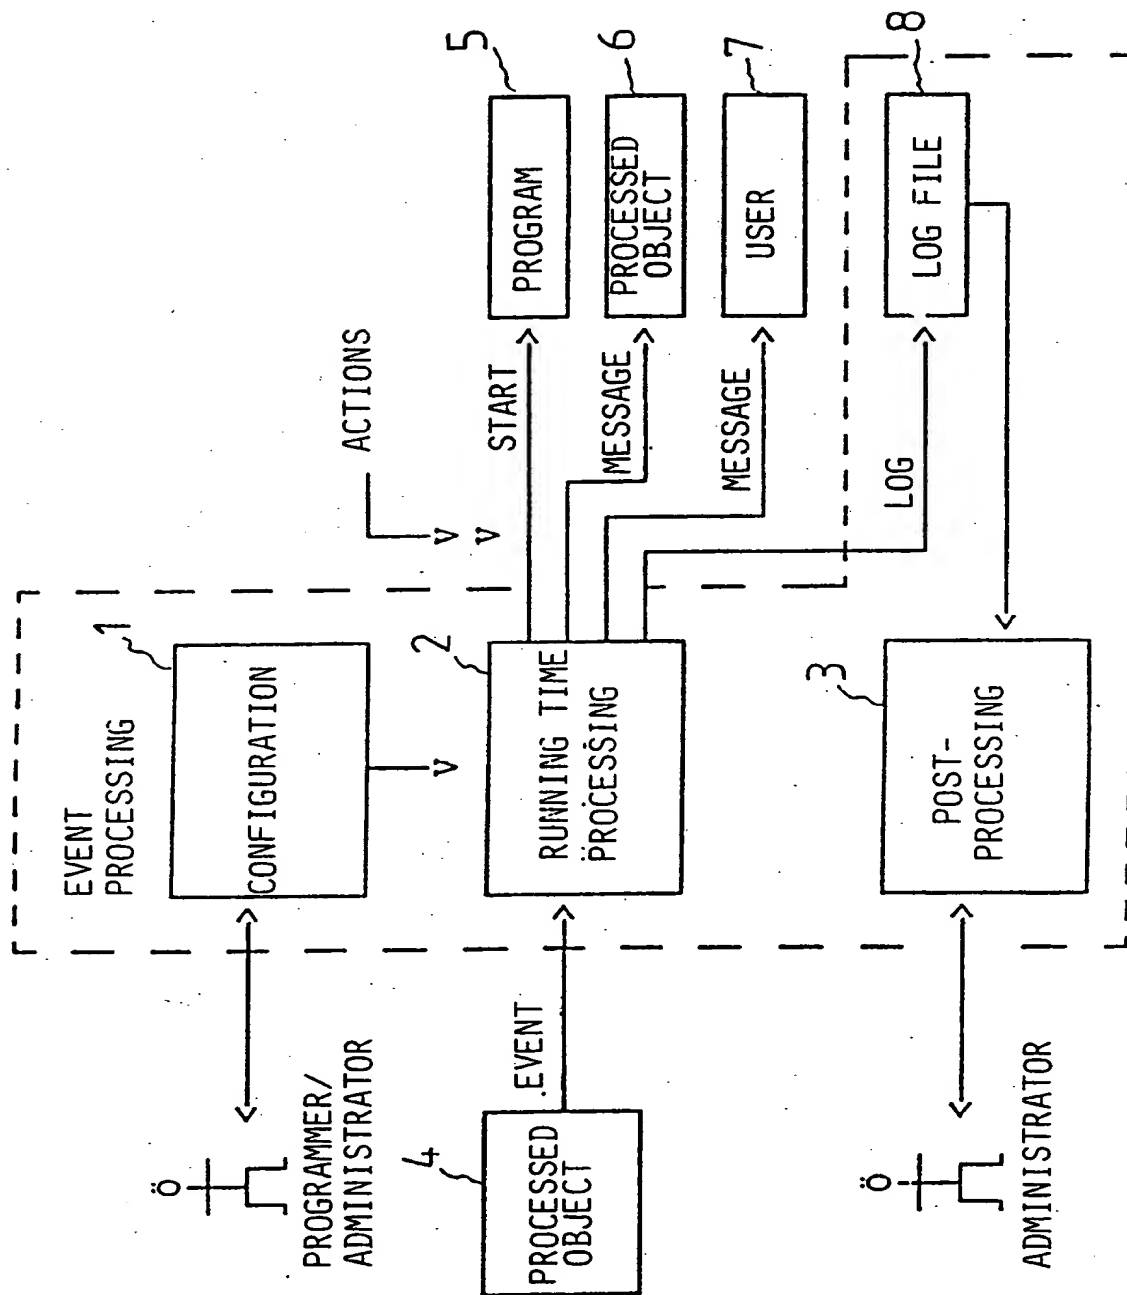 EVENT
PROCESSING
1
CONFIGURATION
PROGRAMMER/
ADMINISTRATOR
ACTIONS
4
PROCESSED
OBJECT
EVENT
2
RUNNING TIME
PROCESSING
START
5
PROGRAM
MESSAGE
6
PROCESSED
OBJECT
MESSAGE
7
USER
LOG
8
LOG FILE
3
POST-
PROCESSING
ADMINISTRATOR